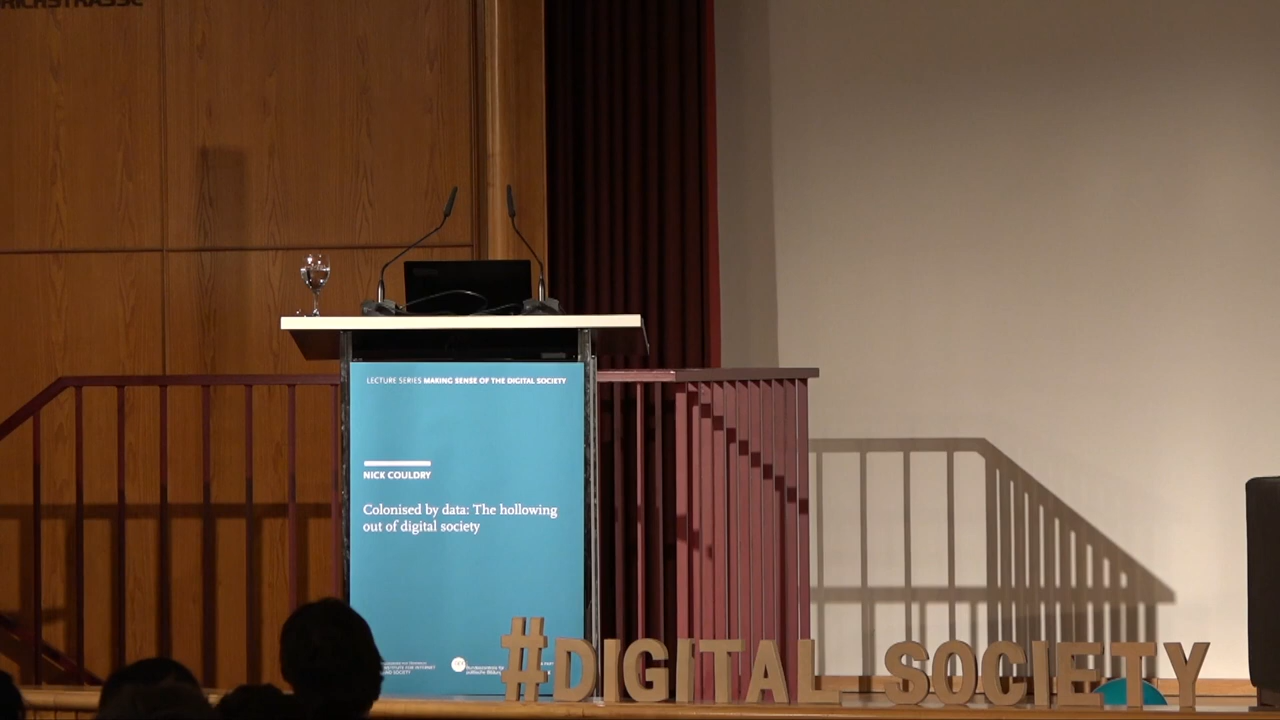 LECTURE SERIES MAKING SENSE OF THE DIGITAL SOCIETY
NICK COULDRY
Colonised by data: The hollowing
out of digital society
#DIGITAL SOCIETY